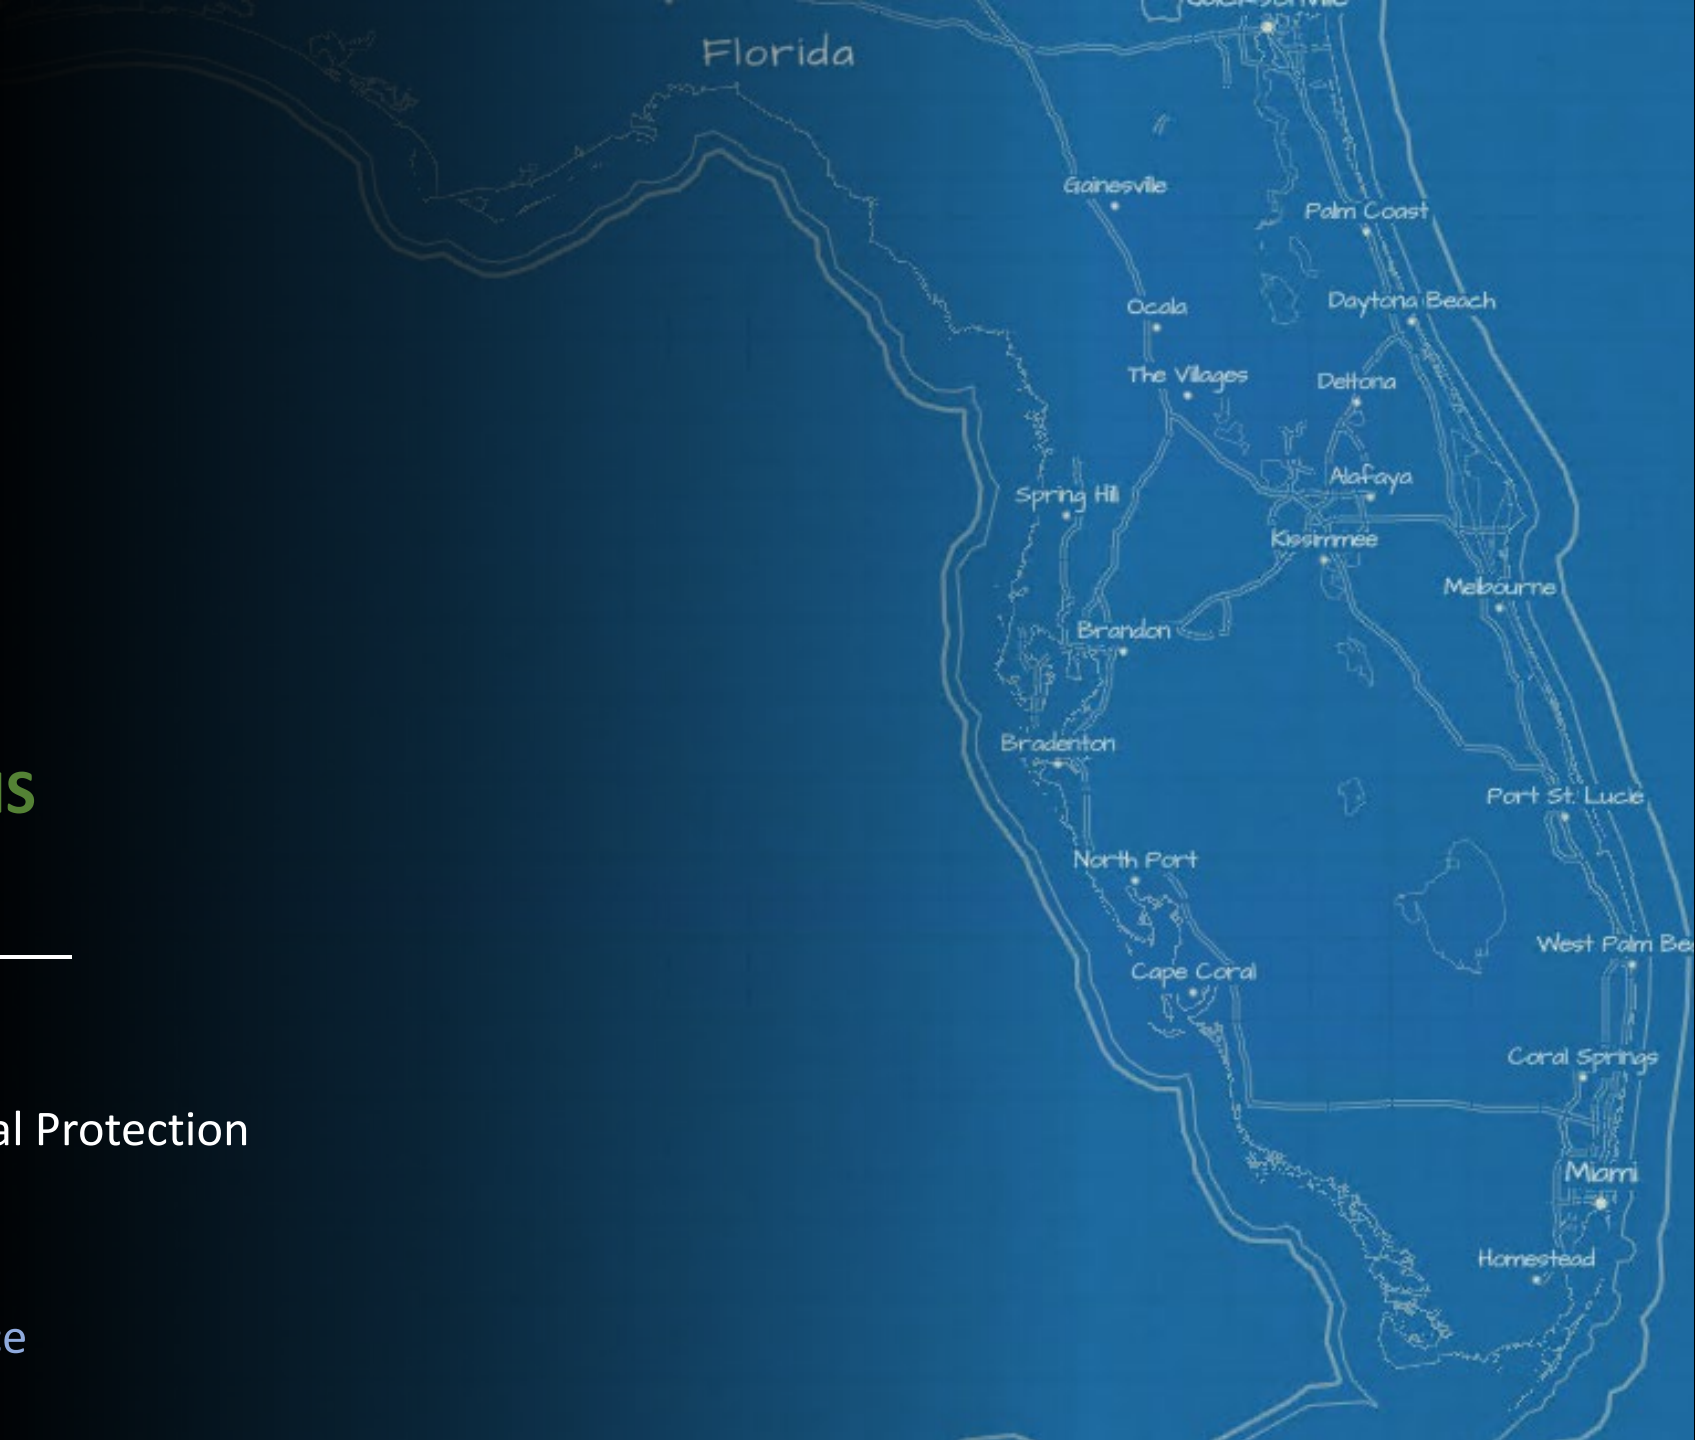 Florida
Gainesville
Palm Coast
Daytona Beach
Ocala
The Villages
Deltona
Alafaya
Spring Hill
Kissimmee
Melbourne
Brandon
Bradenton
Port St. Lucie
North Port
West Palm Bea
Cape Coral
Coral Springs
al Protection
Miami
Homestead